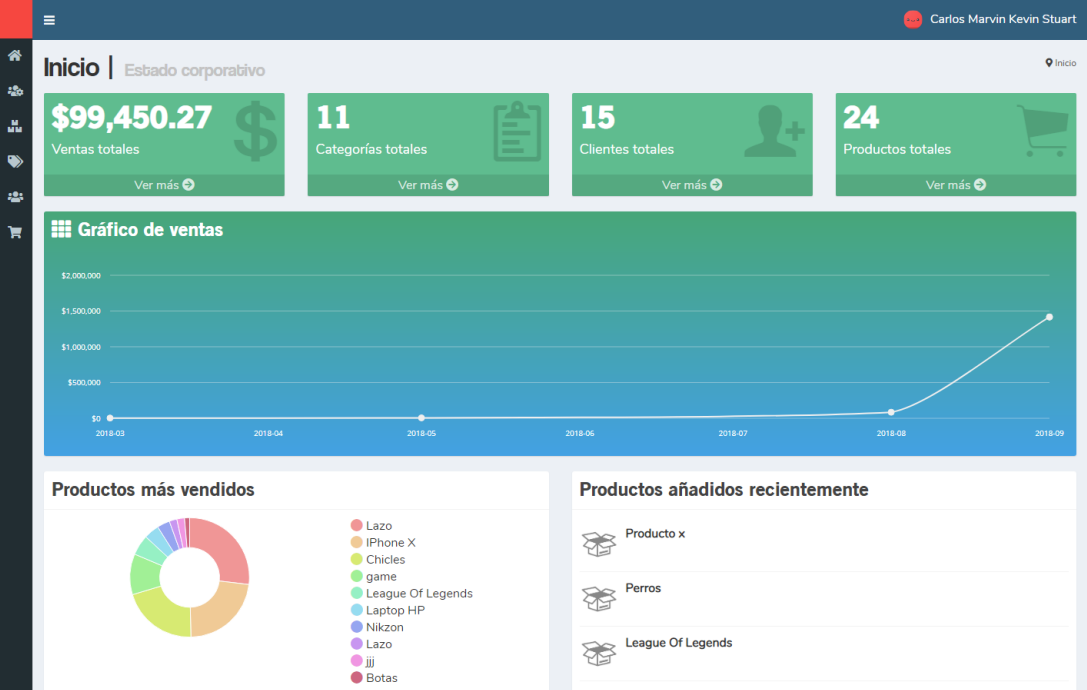 Carlos Marvin Kevin Stuart
Inicio | Estado corporativo
Inicio
$99,450.27
Ventas totales
Ver más
11
Categorías totales
Ver más
15
Clientes totales
Ver más
24
Productos totales
Ver más
Gráfico de ventas
$2,000,000
$1,500,000
$1,000,000
$500,000
$0
2018-03 2018-04 2018-05 2018-06 2018-07 2018-08 2018-09
Productos más vendidos
Lazo
IPhone X
Chicles
game
League Of Legends
Laptop HP
Nikzon
Lazo
jjj
Botas
Productos añadidos recientemente
Producto x
Perros
League Of Legends